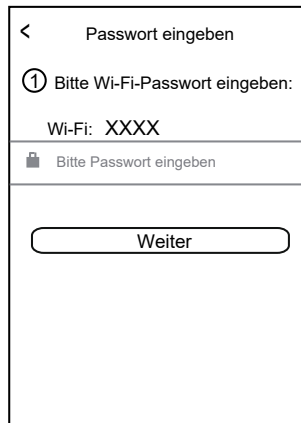 < Passwort eingeben
① Bitte Wi-Fi-Passwort eingeben:
Wi-Fi: XXXX
Bitte Passwort eingeben
Weiter